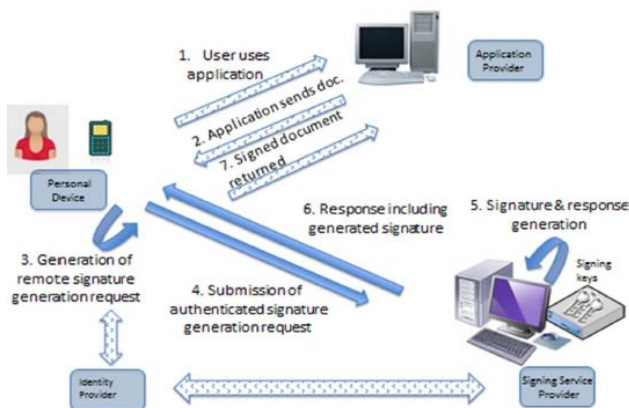 1. User uses
application
Application
Provider
2. Application sends doc.
7. Signed document
returned
Personal
Device
6. Response including
generated signature
5. Signature & response
generation
3. Generation of
remote signature
generation request
4. Submission of
authenticated signature
generation request
Signing
keys
Identity
Provider
Signing Service
Provider